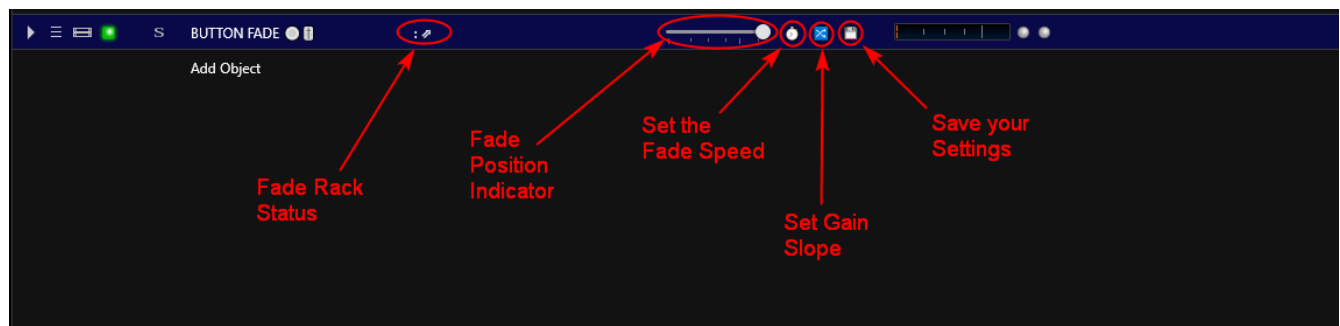 S BUTTON FADE
:
Add Object
Set the
Fade Speed
Save your
Settings
Fade
Position
Indicator
Fade Rack
Status
Set Gain
Slope